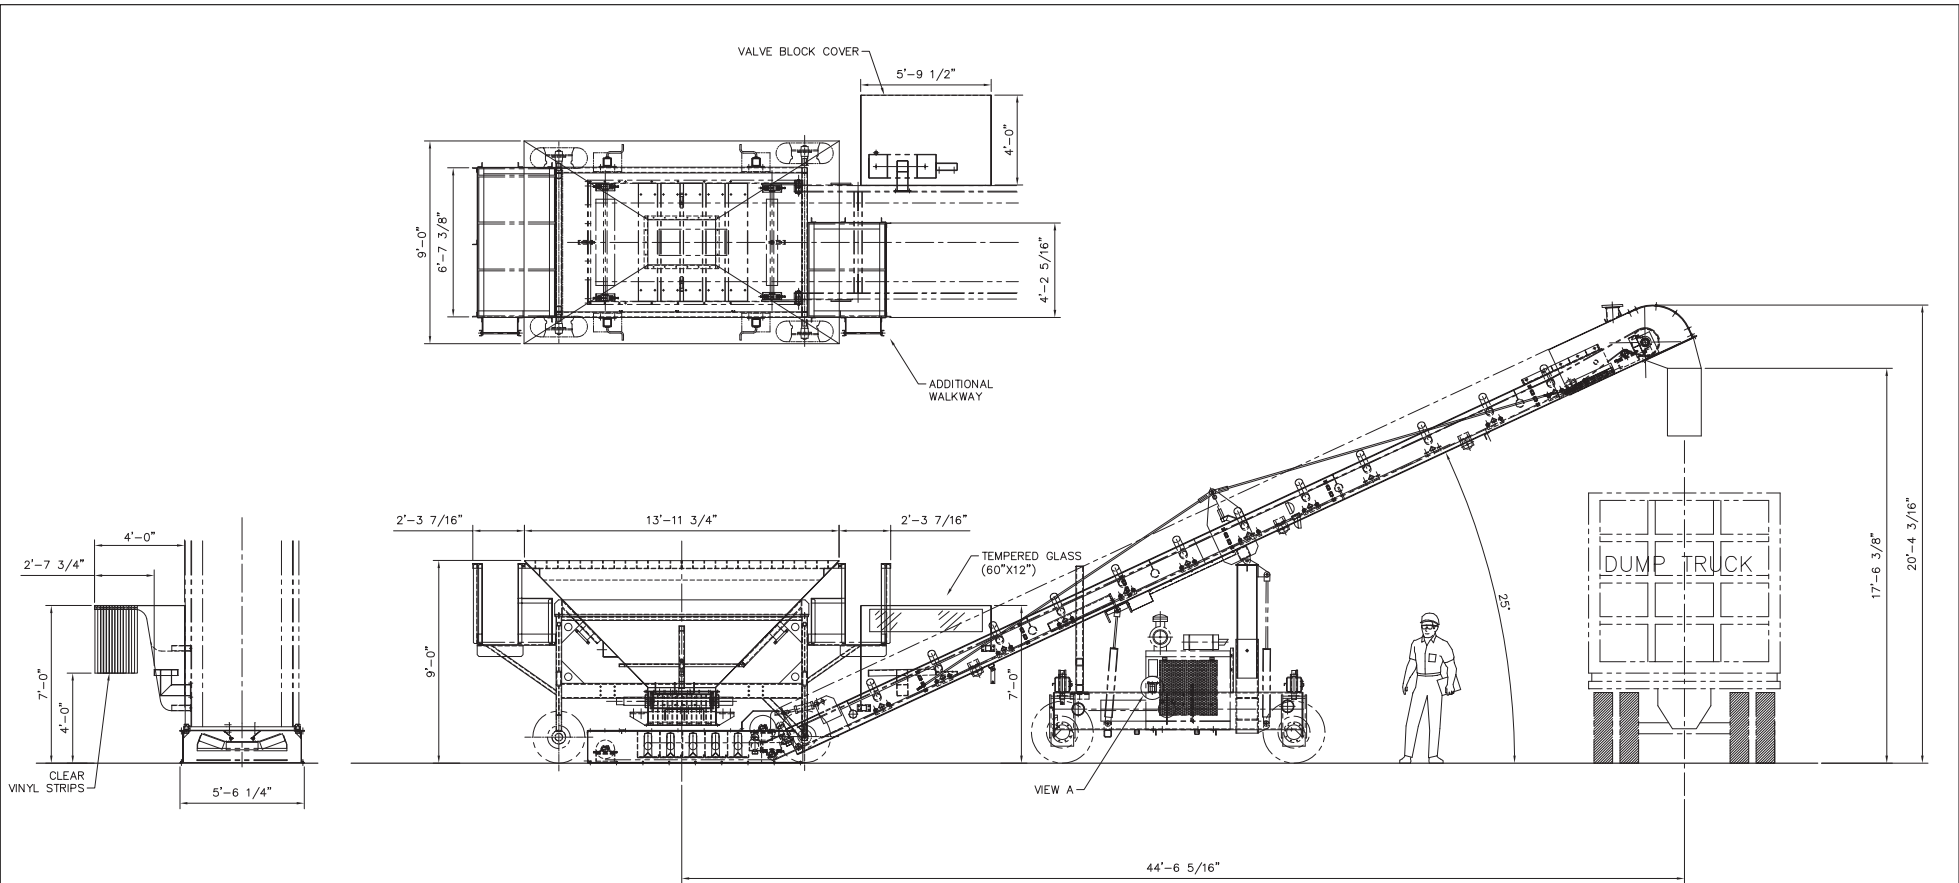 VALVE BLOCK COVER
5'-9 1/2"
4'-0"
9'-0"
6'-7 3/8"
4'-2 5/16"
ADDITIONAL
WALKWAY
2'-3 7/16"
13'-11 3/4"
2'-3 7/16"
4'-0"
2'-7 3/4"
TEMPERED GLASS
(60"X12")
DUMP TRUCK
20'-4 3/16"
17'-6 3/8"
25°
9'-0"
7'-0"
7'-0"
4'-0"
CLEAR
VINYL STRIPS
5'-6 1/4"
VIEW A
44'-6 5/16"